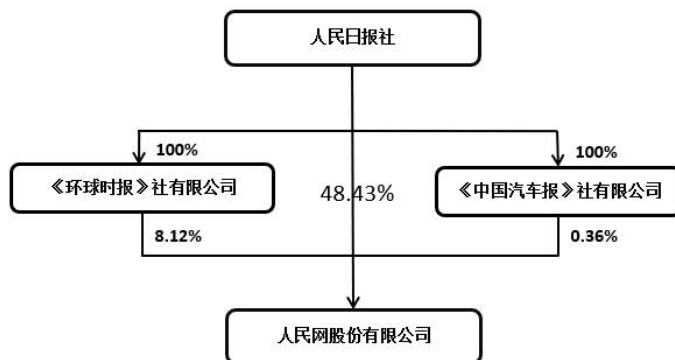 人民日报社
100%
100%
《环球时报》社有限公司
48.43%
《中国汽车报》社有限公司
8.12%
0.36%
人民网股份有限公司